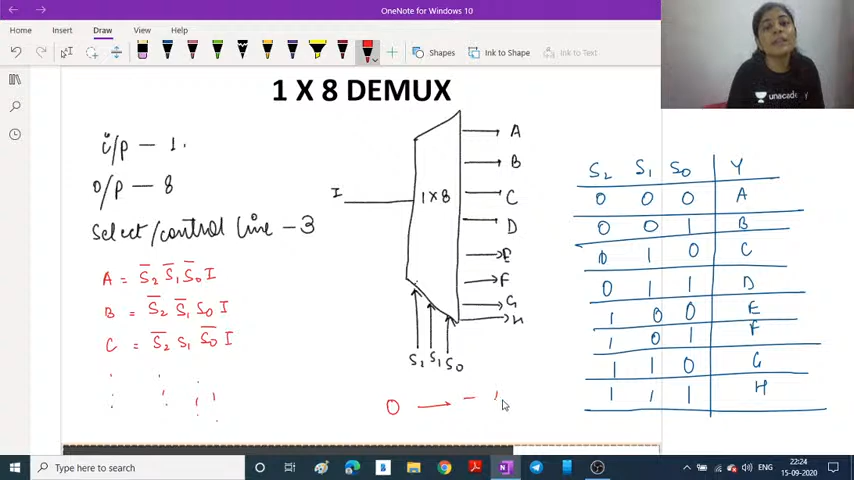 OneNote for Windows 10
Home Insert Draw View Help
Shapes Ink to Shape Ink to Text
unacade
1 X 8 DEMUX
i/p — 1.
o/p — 8
Select/control line - 3
A = S̅₂ S̅₁ S̅₀ I
B = S̅₂ S̅₁ S₀ I
C = S̅₂ S₁ S̅₀ I
I
1×8
A
B
C
D
E
F
G
H
S₂ S₁ S₀
0
S₂ S₁ S₀ Y
0 0 0 A
0 0 1 B
0 1 0 C
0 1 1 D
1 0 0 E
1 0 1 F
1 1 0 G
1 1 1 H
Type here to search
ENG
22:24
15-09-2020